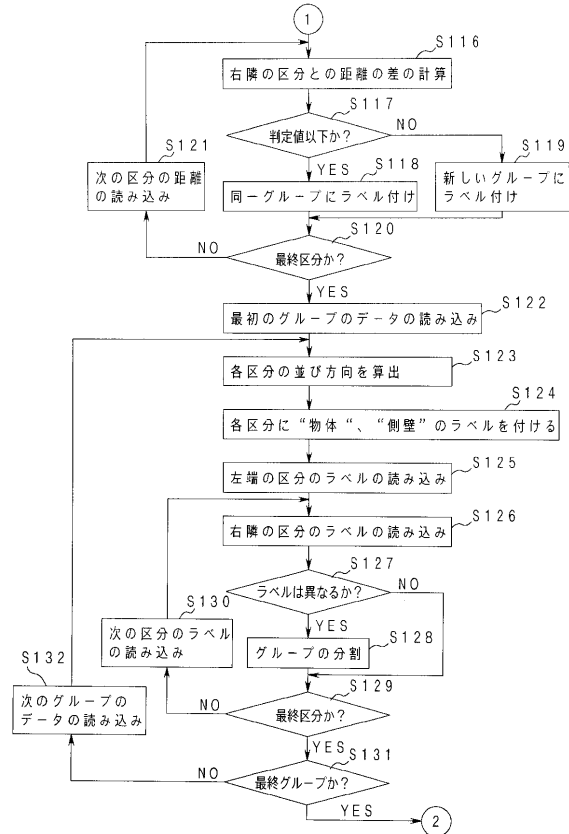 1
S116
右隣の区分との距離の差の計算
S117
判定値以下か?
NO
YES
S118
同一グループにラベル付け
S119
新しいグループに
ラベル付け
S120
最終区分か?
NO
S121
次の区分の距離
の読み込み
YES
S122
最初のグループのデータの読み込み
S123
各区分の並び方向を算出
S124
各区分に“物体“、“側壁”のラベルを付ける
S125
左端の区分のラベルの読み込み
S126
右隣の区分のラベルの読み込み
S127
ラベルは異なるか?
NO
YES
S128
グループの分割
S129
最終区分か?
NO
S130
次の区分のラベル
の読み込み
YES
S131
最終グループか?
NO
S132
次のグループの
データの読み込み
YES
2